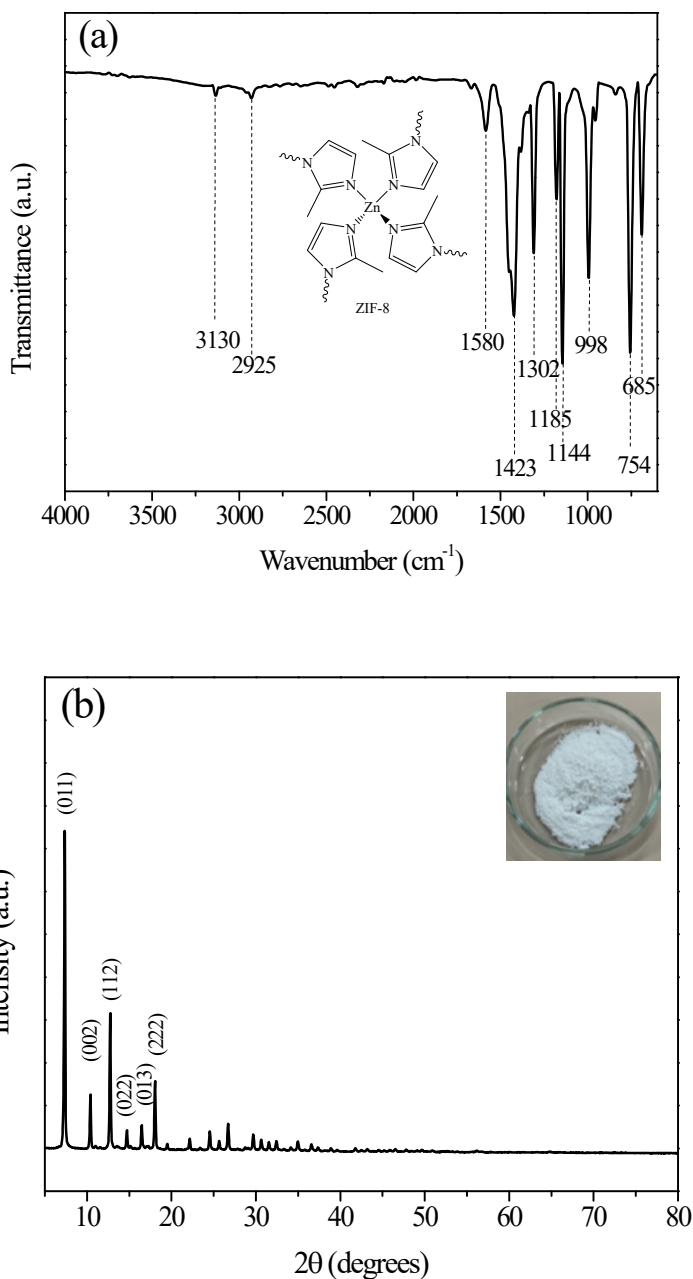 (a)
Transmittance (a.u.)
N
N
N
N
Zn
N
N
N
N
ZIF-8
3130
2925
1580
1423
1302
1185
1144
998
754
685
4000
3500
3000
2500
2000
1500
1000
Wavenumber (cm⁻¹)
(b)
Intensity (a.u.)
(011)
(002)
(112)
(022)
(013)
(222)
10
20
30
40
50
60
70
80
2θ (degrees)